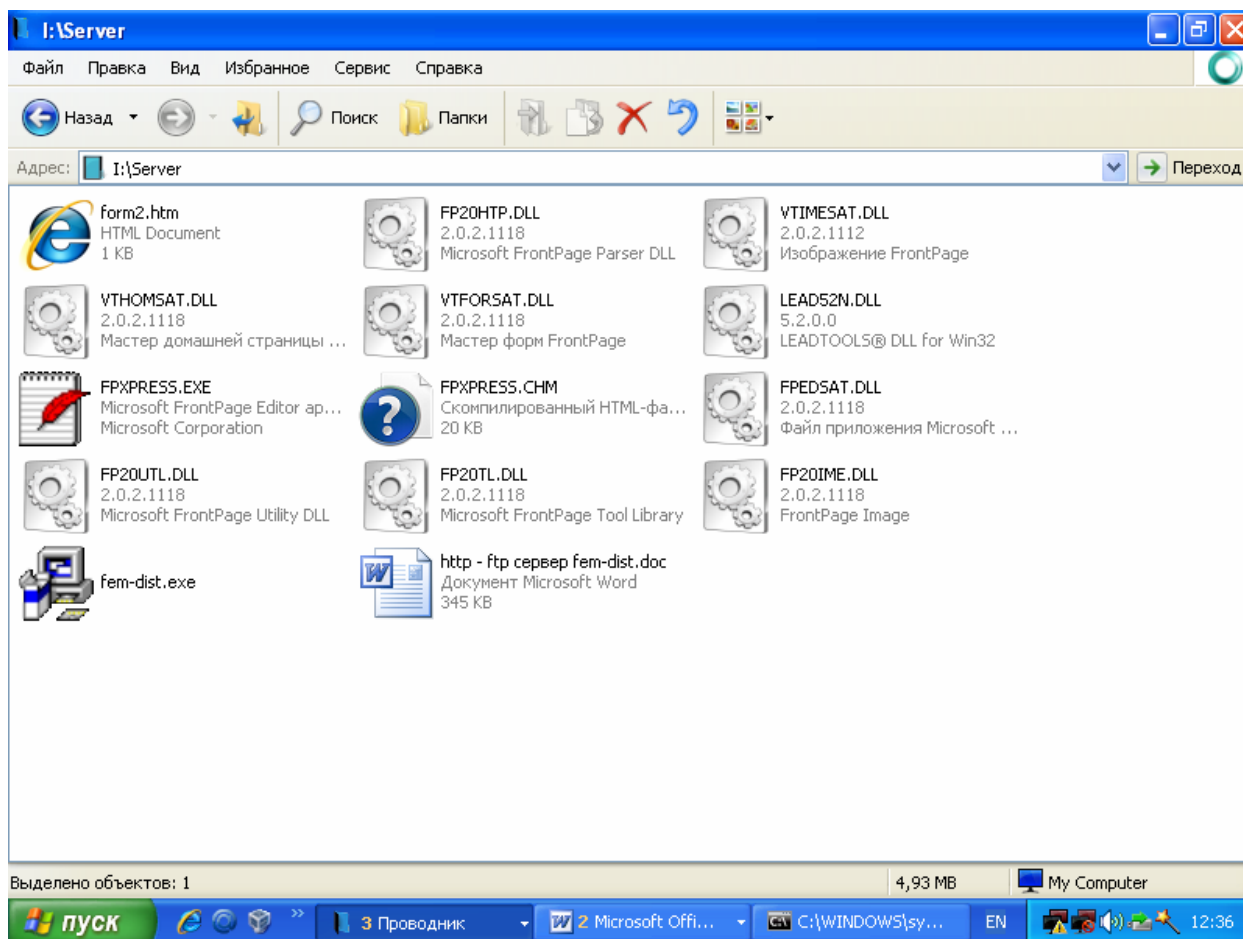 I:\Server
Файл Правка Вид Избранное Сервис Справка
Назад Поиск Папки
Адрес: I:\Server Переход
form2.htm
HTML Document
1 KB
FP20HTP.DLL
2.0.2.1118
Microsoft FrontPage Parser DLL
VTIMESAT.DLL
2.0.2.1112
Изображение FrontPage
VTHOMSAT.DLL
2.0.2.1118
Мастер домашней страницы ...
VTFORSAT.DLL
2.0.2.1118
Мастер форм FrontPage
LEAD52N.DLL
5.2.0.0
LEADTOOLS® DLL for Win32
FPXPRESS.EXE
Microsoft FrontPage Editor ap...
Microsoft Corporation
FPXPRESS.CHM
Скомпилированный HTML-фа...
20 KB
FPEDSAT.DLL
2.0.2.1118
Файл приложения Microsoft ...
FP20UTL.DLL
2.0.2.1118
Microsoft FrontPage Utility DLL
FP20TL.DLL
2.0.2.1118
Microsoft FrontPage Tool Library
FP20IME.DLL
2.0.2.1118
FrontPage Image
fem-dist.exe
http - ftp сервер fem-dist.doc
Документ Microsoft Word
345 KB
Выделено объектов: 1 4,93 MB My Computer
пуск » 3 Проводник 2 Microsoft Offi... C:\WINDOWS\sy... EN 12:36